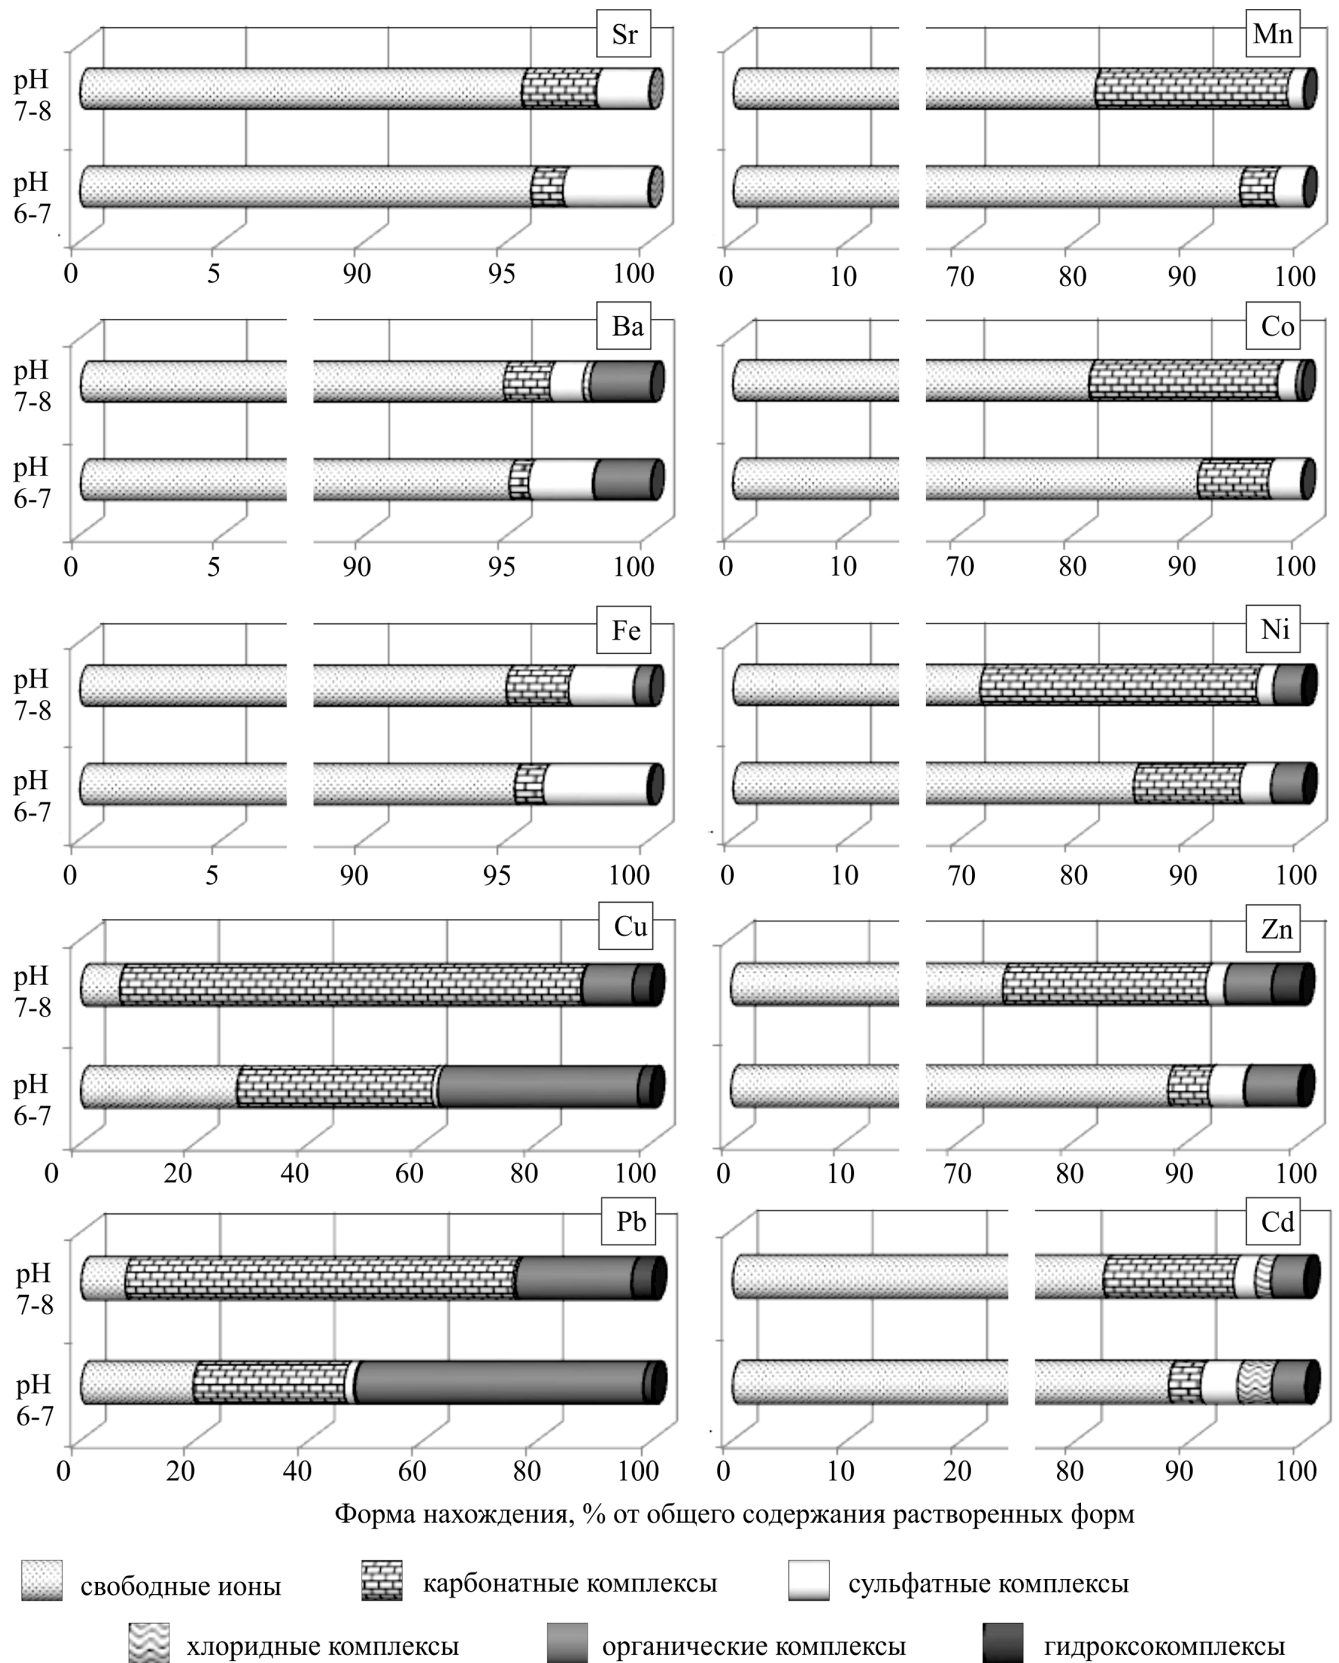 Sr
pH
7-8
pH
6-7
0 5 90 95 100
Mn
0 10 70 80 90 100
Ba
pH
7-8
pH
6-7
0 5 90 95 100
Co
0 10 70 80 90 100
Fe
pH
7-8
pH
6-7
0 5 90 95 100
Ni
0 10 70 80 90 100
Cu
pH
7-8
pH
6-7
0 20 40 60 80 100
Zn
0 10 70 80 90 100
Pb
pH
7-8
pH
6-7
0 20 40 60 80 100
Cd
0 10 20 80 90 100
Форма нахождения, % от общего содержания растворенных форм
свободные ионы карбонатные комплексы сульфатные комплексы
хлоридные комплексы органические комплексы гидроксокомплексы